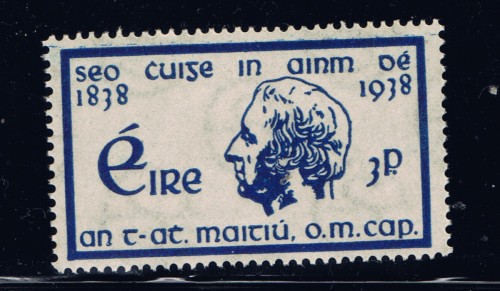 seo cuige in ainm dé
1838 1938
éire 3p.
an t-at. maitiú, o.m. cap.